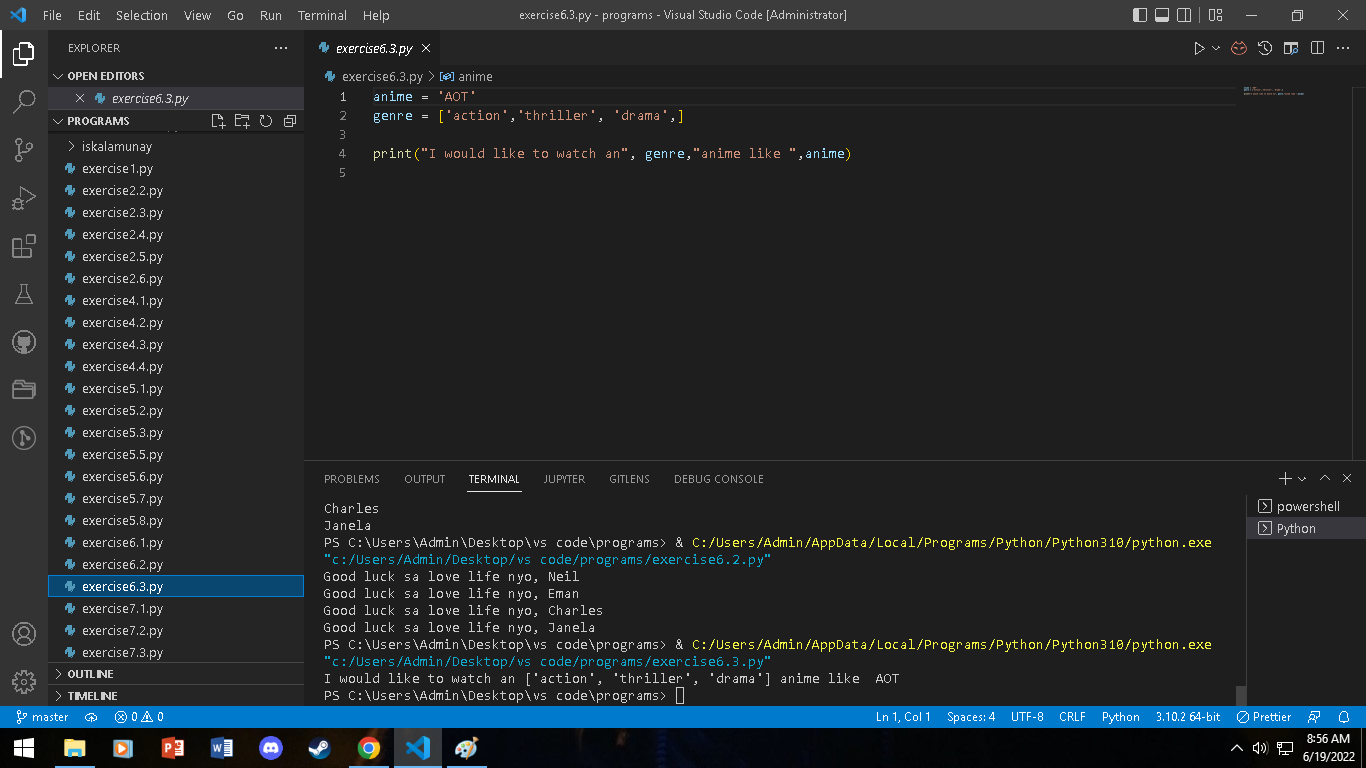 File Edit Selection View Go Run Terminal Help exercise6.3.py - programs - Visual Studio Code [Administrator]
EXPLORER
OPEN EDITORS
exercise6.3.py
PROGRAMS
iskalamunay
exercise1.py
exercise2.2.py
exercise2.3.py
exercise2.4.py
exercise2.5.py
exercise2.6.py
exercise4.1.py
exercise4.2.py
exercise4.3.py
exercise4.4.py
exercise5.1.py
exercise5.2.py
exercise5.3.py
exercise5.5.py
exercise5.6.py
exercise5.7.py
exercise5.8.py
exercise6.1.py
exercise6.2.py
exercise6.3.py
exercise7.1.py
exercise7.2.py
exercise7.3.py
OUTLINE
TIMELINE
exercise6.3.py
exercise6.3.py > anime
1 anime = 'AOT'
2 genre = ['action','thriller', 'drama',]
3
4 print("I would like to watch an", genre,"anime like ",anime)
5
PROBLEMS OUTPUT TERMINAL JUPYTER GITLENS DEBUG CONSOLE
Charles
Janela
PS C:\Users\Admin\Desktop\vs code\programs> & C:/Users/Admin/AppData/Local/Programs/Python/Python310/python.exe
"c:/Users/Admin/Desktop/vs code/programs/exercise6.2.py"
Good luck sa love life nyo, Neil
Good luck sa love life nyo, Eman
Good luck sa love life nyo, Charles
Good luck sa love life nyo, Janela
PS C:\Users\Admin\Desktop\vs code\programs> & C:/Users/Admin/AppData/Local/Programs/Python/Python310/python.exe
"c:/Users/Admin/Desktop/vs code/programs/exercise6.3.py"
I would like to watch an ['action', 'thriller', 'drama'] anime like  AOT
PS C:\Users\Admin\Desktop\vs code\programs>
powershell
Python
master 0 0 Ln 1, Col 1 Spaces: 4 UTF-8 CRLF Python 3.10.2 64-bit Prettier
8:56 AM
6/19/2022